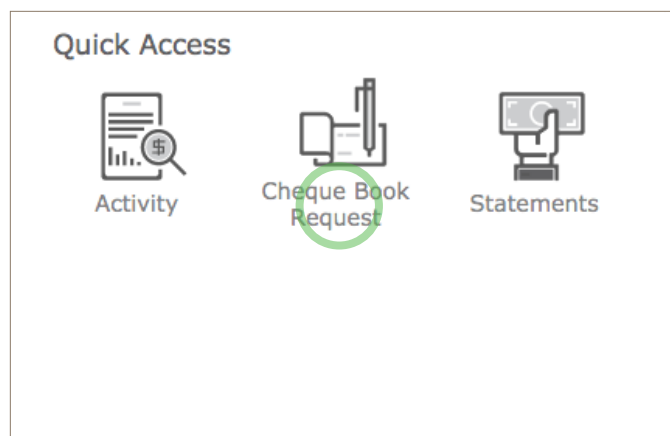 Quick Access
Activity
Cheque Book
Request
Statements